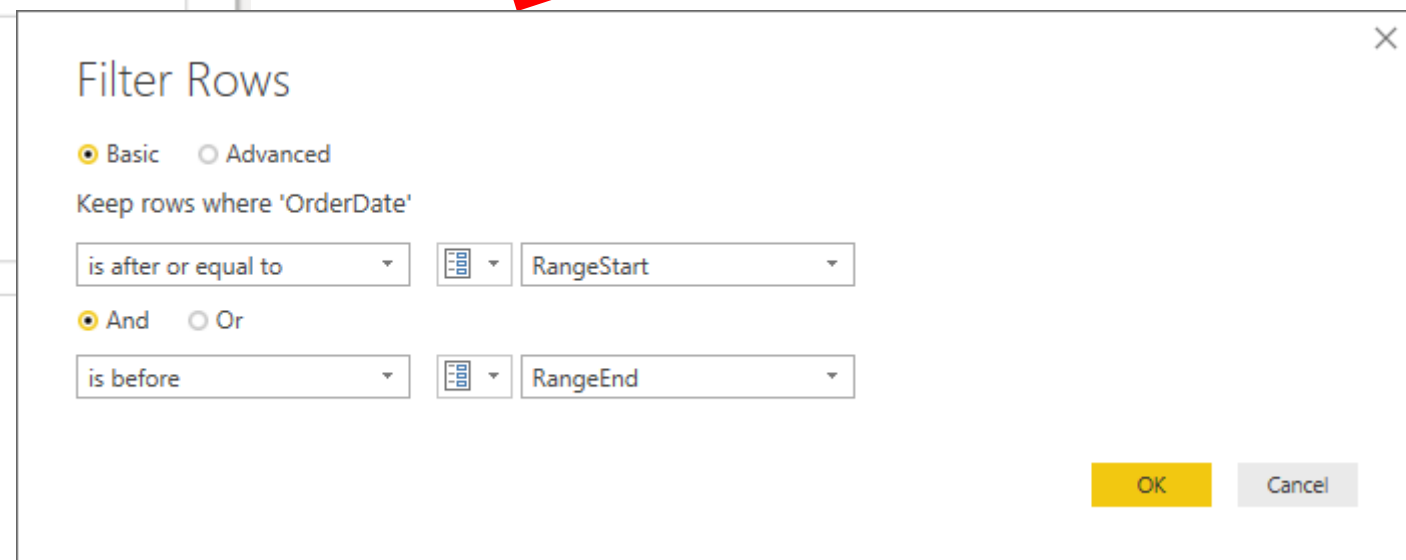 Filter Rows
Basic Advanced
Keep rows where 'OrderDate'
is after or equal to RangeStart
And Or
is before RangeEnd
OK Cancel